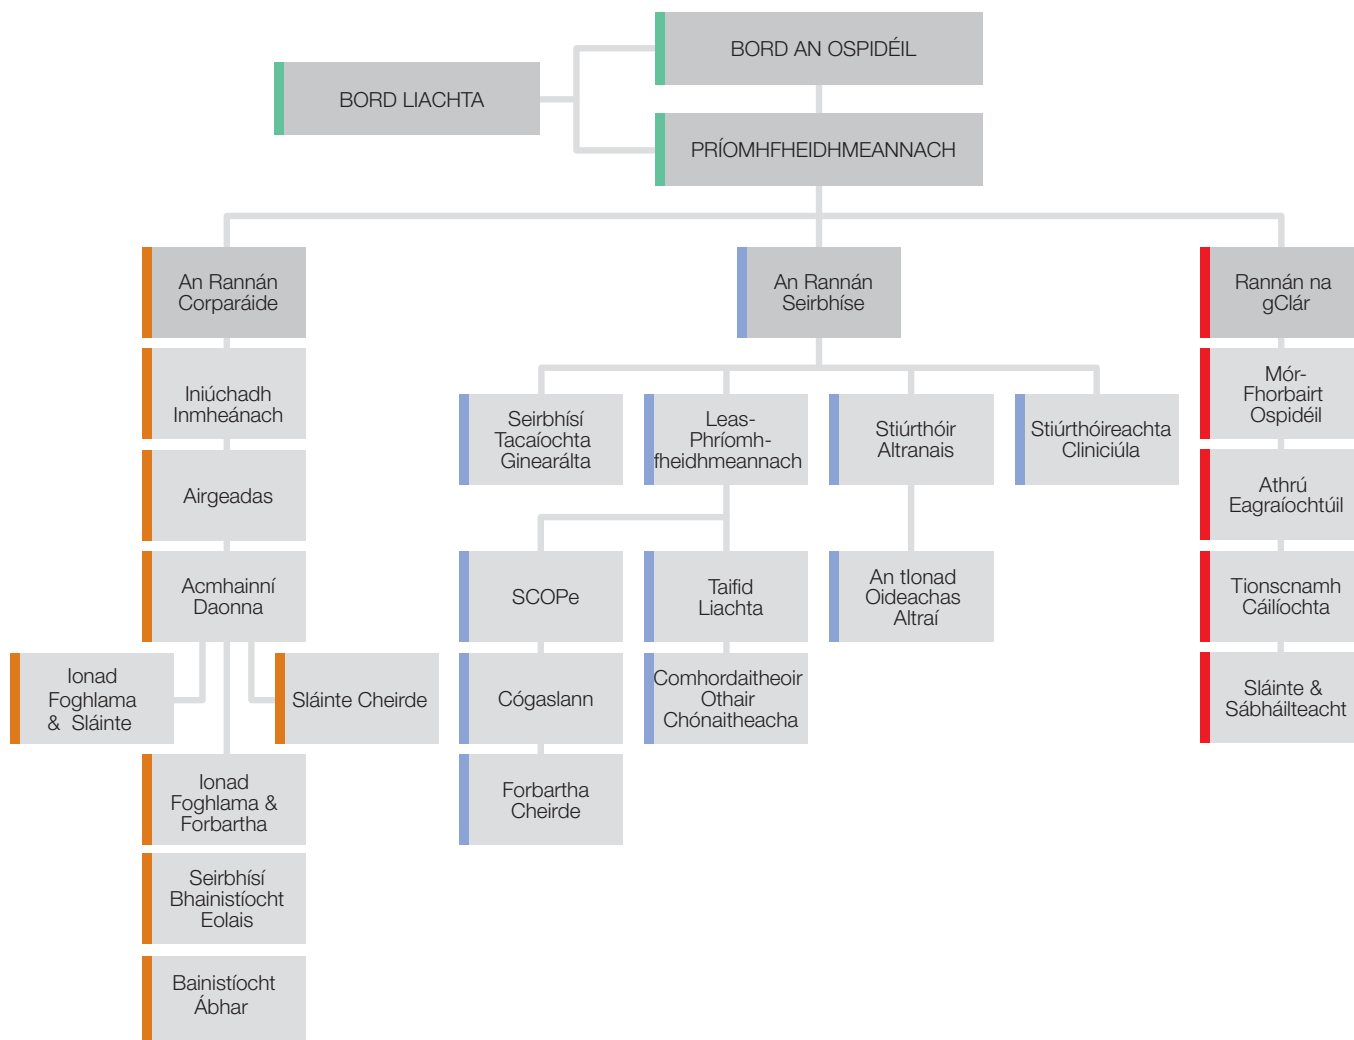 BORD AN OSPIDÉIL
BORD LIACHTA
PRÍOMHFHEIDHMEANNACH
An Rannán
Corparáide
An Rannán
Seirbhíse
Rannán na
gClár
Iniúchadh
Inmheánach
Airgeadas
Acmhainní
Daonna
Ionad
Foghlama
& Sláinte
Sláinte Cheirde
Ionad
Foghlama &
Forbartha
Seirbhísí
Bhainistíocht
Eolais
Bainistíocht
Ábhar
Seirbhísí
Tacaíochta
Ginearálta
Leas-
Phríomh-
fheidhmeannach
Stiúrthóir
Altranais
Stiúrthóireachta
Cliniciúla
SCOPe
Cógaslann
Forbartha
Cheirde
Taifid
Liachta
Comhordaitheoir
Othair
Chónaitheacha
An tIonad
Oideachas
Altraí
Mór-
Fhorbairt
Ospidéil
Athrú
Eagraíochtúil
Tionscnamh
Cáilíochta
Sláinte &
Sábháilteacht